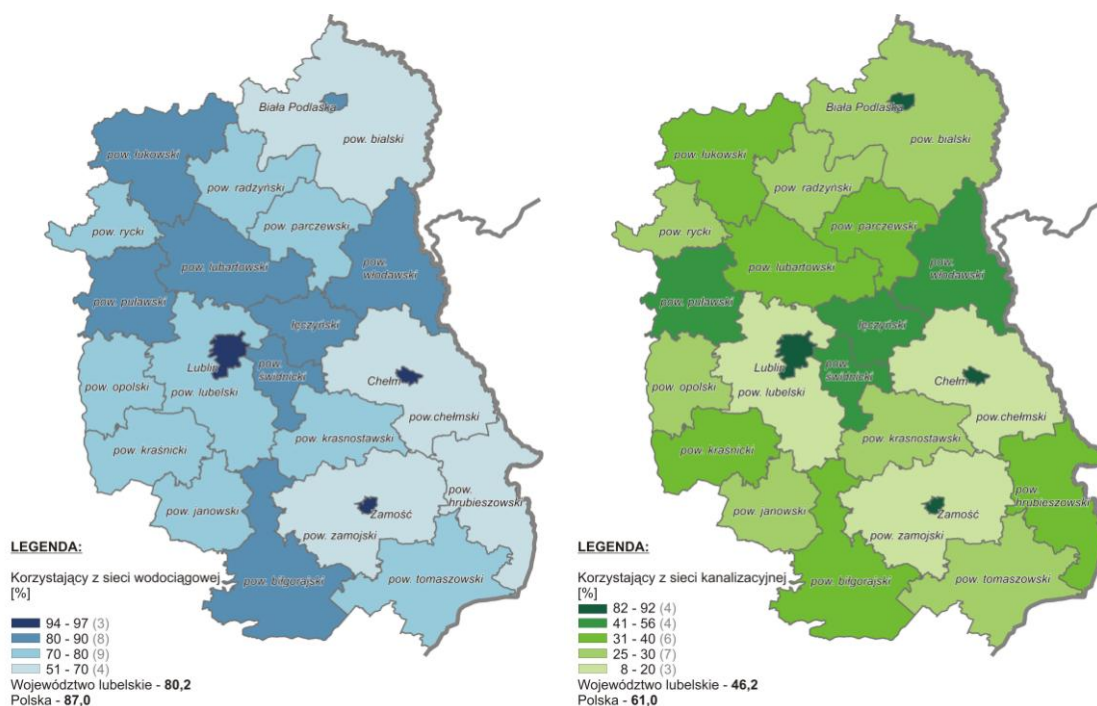 Biała Podlaska
pow. bialski
pow. łukowski
pow. radzyński
pow. rycki
pow. parczewski
pow. lubartowski
pow.
włodawski
pow. puławski
łęczyński
Lublin
pow.
świdnicki
Chełm
pow. opolski
pow. lubelski
pow.chełmski
pow. krasnostawski
pow. kraśnicki
pow.
hrubieszowski
pow. janowski
Zamość
pow. zamojski
pow. tomaszowski
pow. biłgorajski
LEGENDA:
Korzystający z sieci wodociągowej
[%]
94 - 97 (3)
80 - 90 (8)
70 - 80 (9)
51 - 70 (4)
Województwo lubelskie - 80,2
Polska - 87,0
Biała Podlaska
pow. bialski
pow. łukowski
pow. radzyński
pow. rycki
pow. parczewski
pow. lubartowski
pow.
włodawski
pow. puławski
łęczyński
Lublin
pow.
świdnicki
Chełm
pow. opolski
pow. lubelski
pow.chełmski
pow. krasnostawski
pow. kraśnicki
pow.
hrubieszowski
pow. janowski
Zamość
pow. zamojski
pow. tomaszowski
pow. biłgorajski
LEGENDA:
Korzystający z sieci kanalizacyjnej
[%]
82 - 92 (4)
41 - 56 (4)
31 - 40 (6)
25 - 30 (7)
8 - 20 (3)
Województwo lubelskie - 46,2
Polska - 61,0